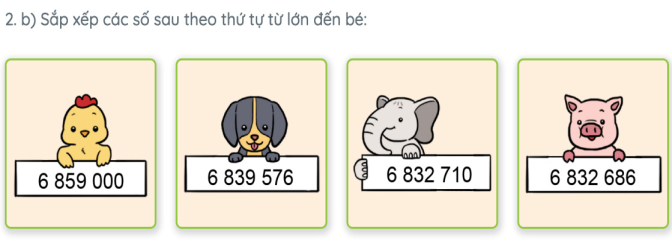 2. b) Sắp xếp các số sau theo thứ tự từ lớn đến bé:
6 859 000
6 839 576
6 832 710
6 832 686